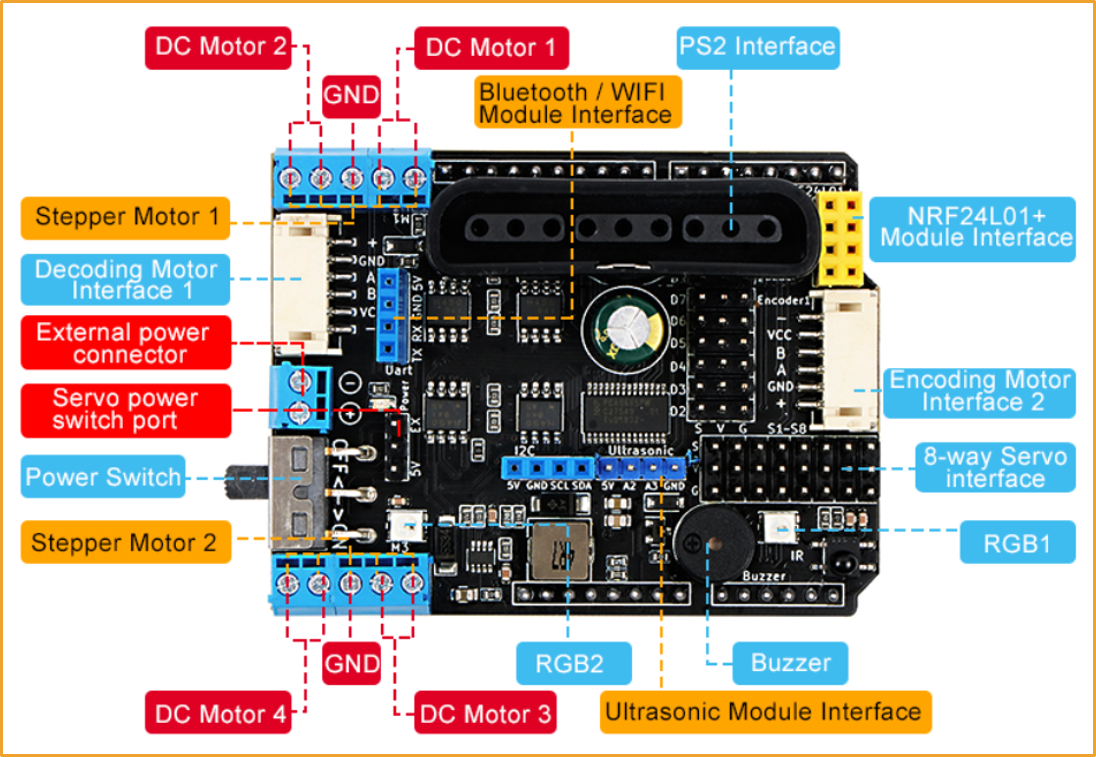 DC Motor 2
DC Motor 1
PS2 Interface
GND
Bluetooth / WIFI
Module Interface
Stepper Motor 1
NRF24L01+
Module Interface
Decoding Motor
Interface 1
External power
connector
Servo power
switch port
Encoding Motor
Interface 2
Power Switch
8-way Servo
interface
Stepper Motor 2
RGB1
GND
RGB2
Buzzer
DC Motor 4
DC Motor 3
Ultrasonic Module Interface
M1
24L01+
+
GND
A
B
VC
-
5V
GND
RX
TX
Uart
Power
EX
5V
OFF
D7
D6
D5
D4
D3
D2
S V G
S1-S8
Encoder1
-
VCC
B
A
GND
+
I2C
5V GND SCL SDA
Ultrasonic
5V A2 A3 GND
S
G
M3
IR
Buzzer